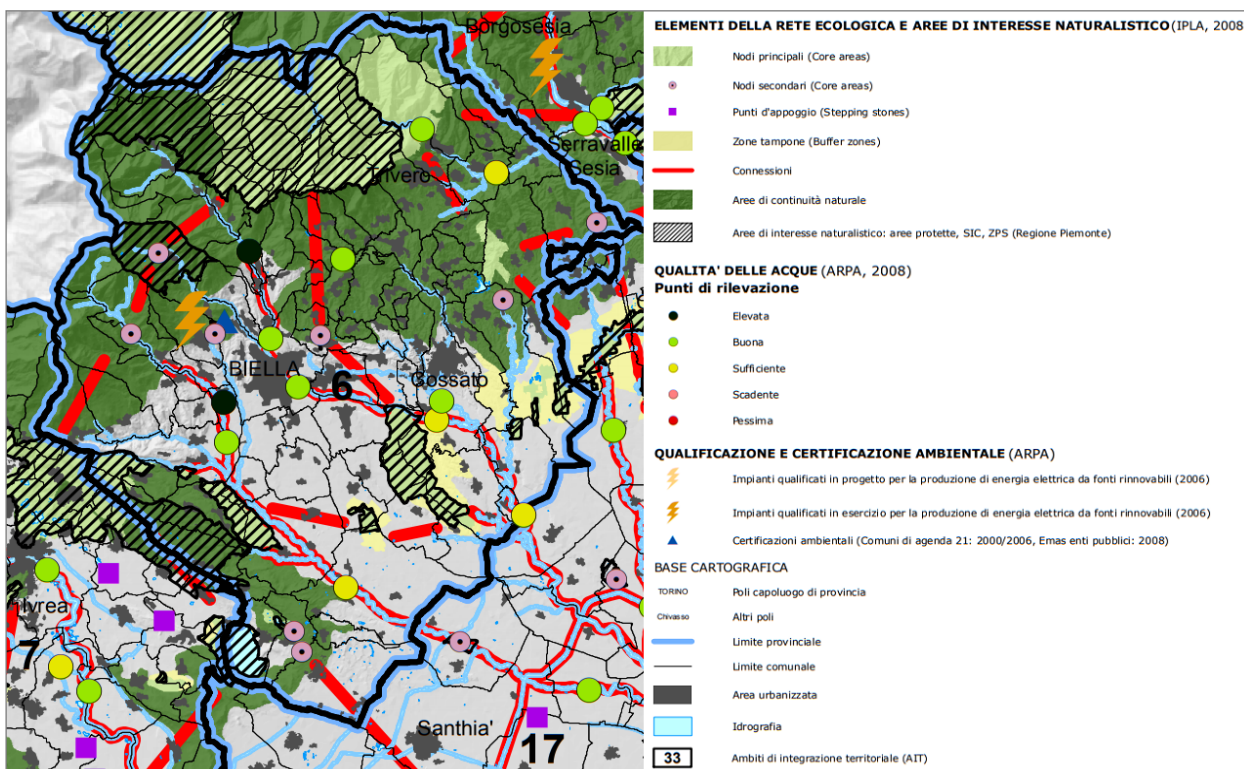 Borgosesia
Serravalle
Sesia
Trivero
BIELLA
6
Cossato
Ivrea
7
Santhia'
17
ELEMENTI DELLA RETE ECOLOGICA E AREE DI INTERESSE NATURALISTICO (IPLA, 2008
Nodi principali (Core areas)
Nodi secondari (Core areas)
Punti d'appoggio (Stepping stones)
Zone tampone (Buffer zones)
Connessioni
Aree di continuità naturale
Aree di interesse naturalistico: aree protette, SIC, ZPS (Regione Piemonte)
QUALITA' DELLE ACQUE (ARPA, 2008)
Punti di rilevazione
Elevata
Buona
Sufficiente
Scadente
Pessima
QUALIFICAZIONE E CERTIFICAZIONE AMBIENTALE (ARPA)
Impianti qualificati in progetto per la produzione di energia elettrica da fonti rinnovabili (2006)
Impianti qualificati in esercizio per la produzione di energia elettrica da fonti rinnovabili (2006)
Certificazioni ambientali (Comuni di agenda 21: 2000/2006, Emas enti pubblici: 2008)
BASE CARTOGRAFICA
TORINO Poli capoluogo di provincia
Chivasso Altri poli
Limite provinciale
Limite comunale
Area urbanizzata
Idrografia
33 Ambiti di integrazione territoriale (AIT)